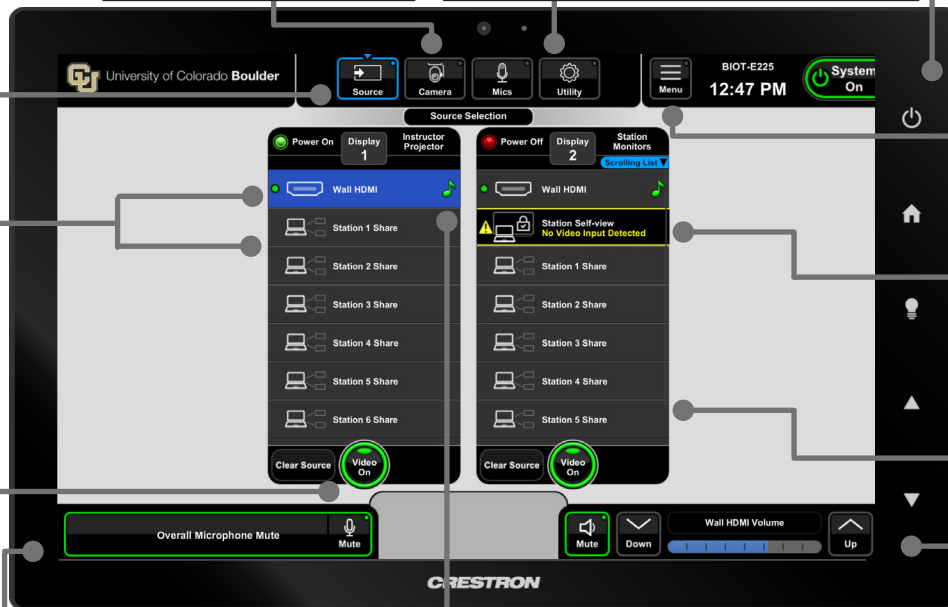 University of Colorado Boulder
Source
Camera
Mics
Utility
Menu
BIOT-E225
12:47 PM
System
On
Source Selection
Power On
Display
1
Instructor
Projector
Wall HDMI
Station 1 Share
Station 2 Share
Station 3 Share
Station 4 Share
Station 5 Share
Station 6 Share
Clear Source
Video
On
Power Off
Display
2
Station
Monitors
Scrolling List
Wall HDMI
Station Self-view
No Video Input Detected
Station 1 Share
Station 2 Share
Station 3 Share
Station 4 Share
Station 5 Share
Clear Source
Video
On
Overall Microphone Mute
Mute
Mute
Down
Wall HDMI Volume
Up
CRESTRON